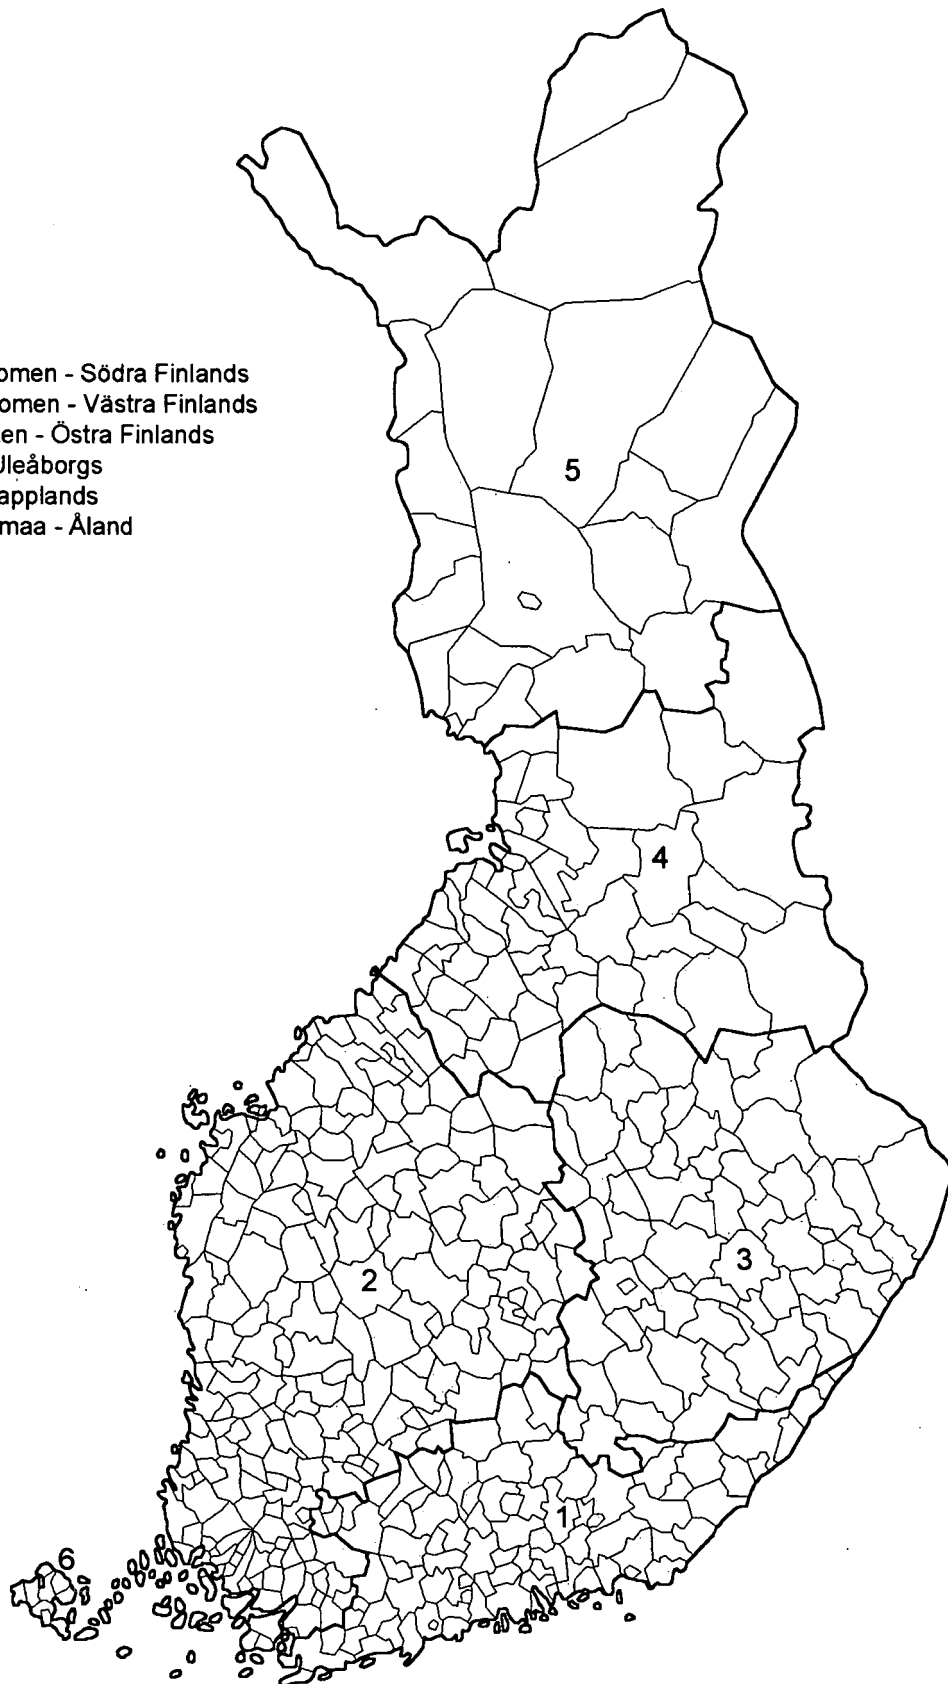 omen - Södra Finlands
omen - Västra Finlands
en - Östra Finlands
Uleåborgs
applands
maa - Åland
5
4
3
2
1
6